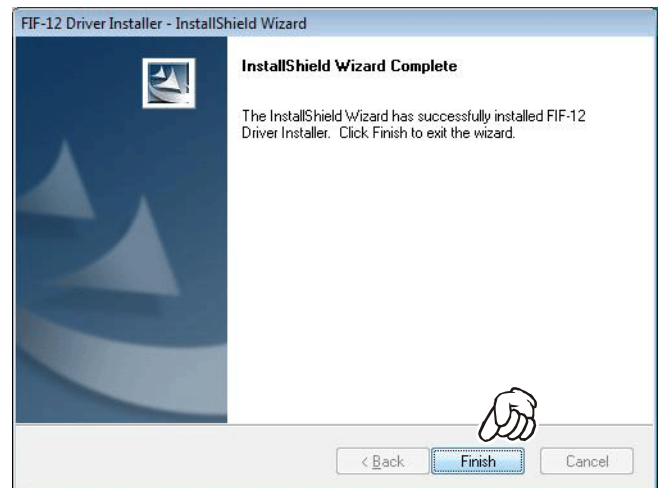 FIF-12 Driver Installer - InstallShield Wizard
InstallShield Wizard Complete
The InstallShield Wizard has successfully installed FIF-12
Driver Installer. Click Finish to exit the wizard.
< Back
Finish
Cancel